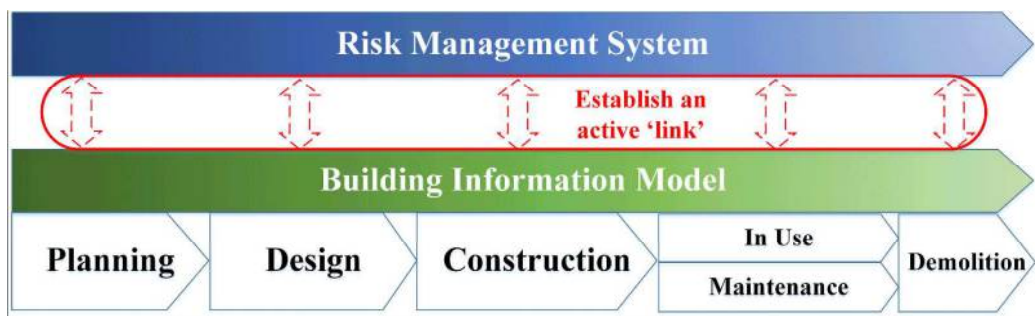 Risk Management System
Establish an
active ‘link’
Building Information Model
Planning
Design
Construction
In Use
Maintenance
Demolition